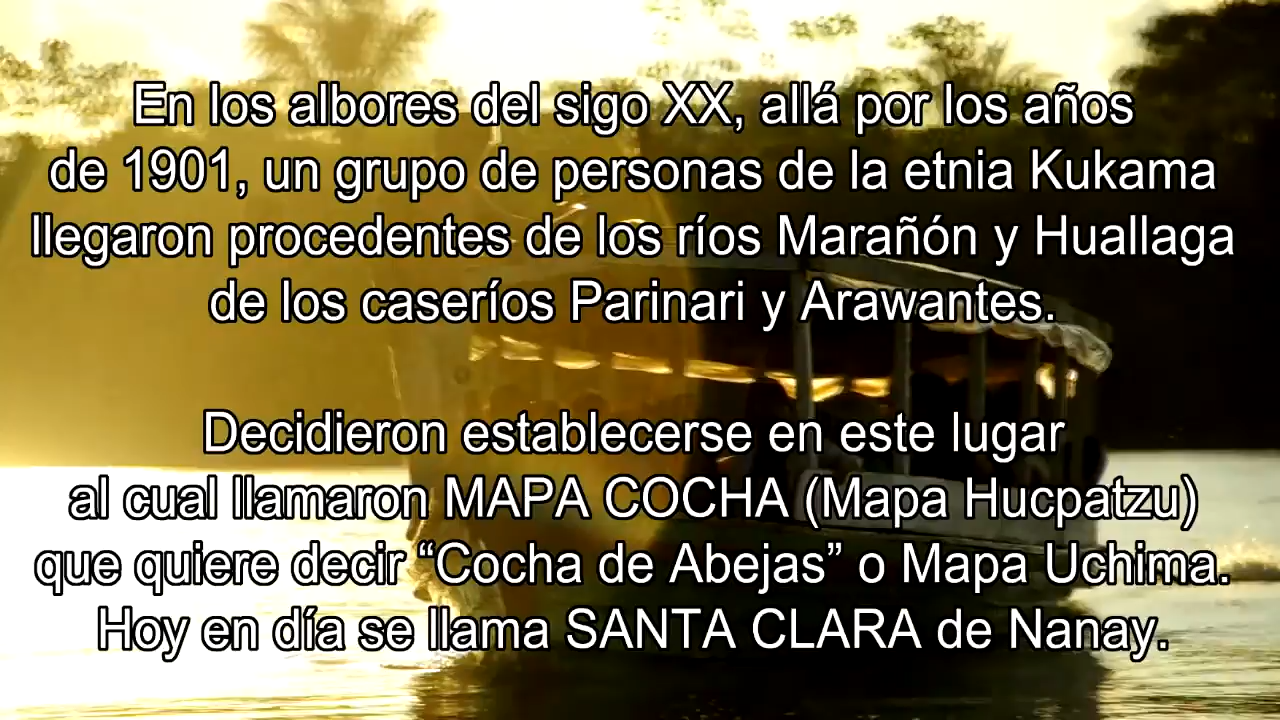 En los albores del sigo XX, allá por los años
de 1901, un grupo de personas de la etnia Kukama
llegaron procedentes de los ríos Marañón y Huallaga
de los caseríos Parinari y Arawantes.
Decidieron establecerse en este lugar
al cual llamaron MAPA COCHA (Mapa Hucpatzu)
que quiere decir “Cocha de Abejas” o Mapa Uchima.
Hoy en día se llama SANTA CLARA de Nanay.